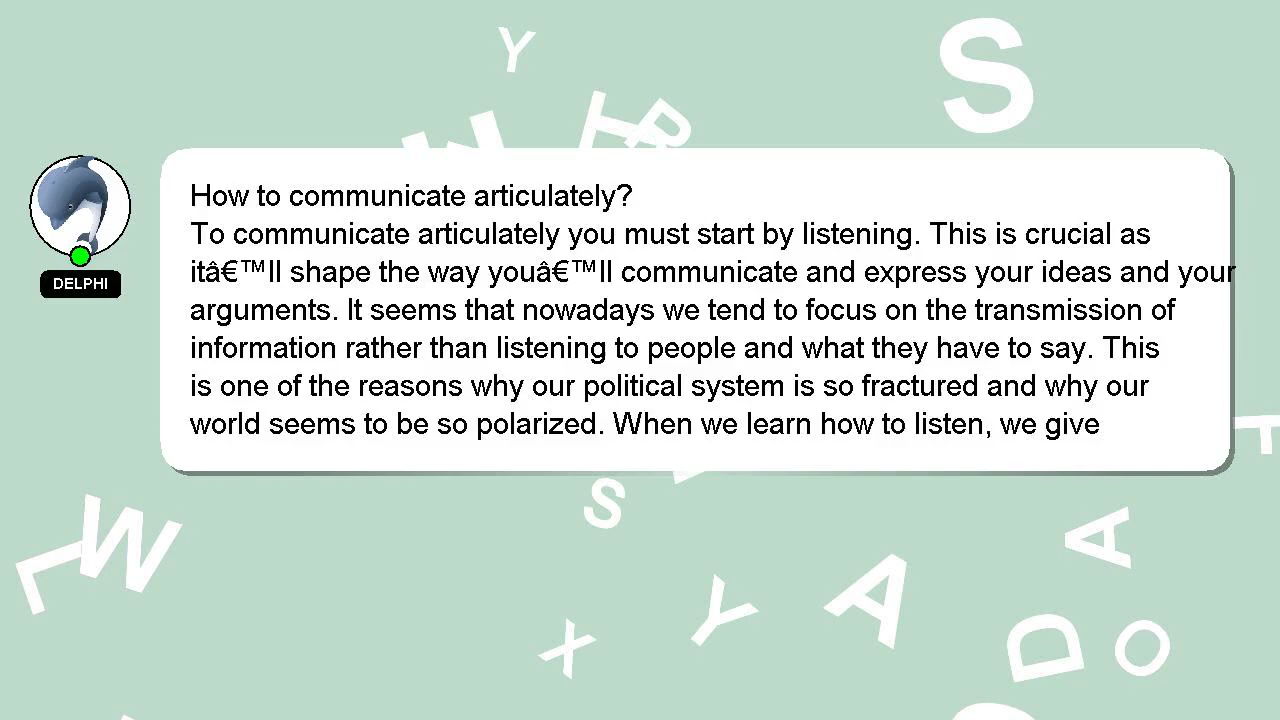 Y
S
W
T
R
DELPHI
How to communicate articulately?
To communicate articulately you must start by listening. This is crucial as
itâ€™ll shape the way youâ€™ll communicate and express your ideas and your
arguments. It seems that nowadays we tend to focus on the transmission of
information rather than listening to people and what they have to say. This
is one of the reasons why our political system is so fractured and why our
world seems to be so polarized. When we learn how to listen, we give
S
W
L
A
A
Y
X
D
O